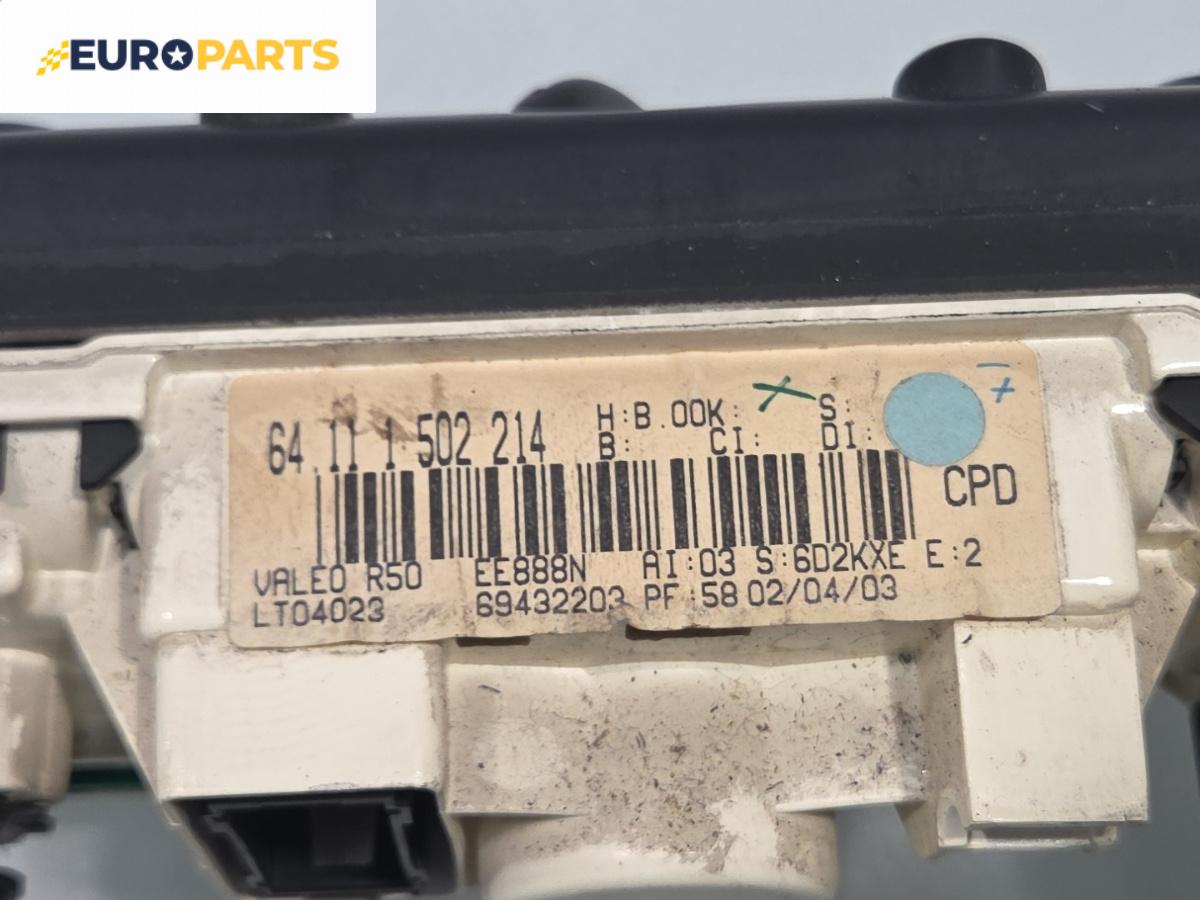 EUROPARTS
64.11 1 502 214 H:B.00K: S:
B: CI: DI:
CPD
VALEO R50 EE888N AI:03 S:6D2KXE E:2
LT04023 69432203 PF:58 02/04/03